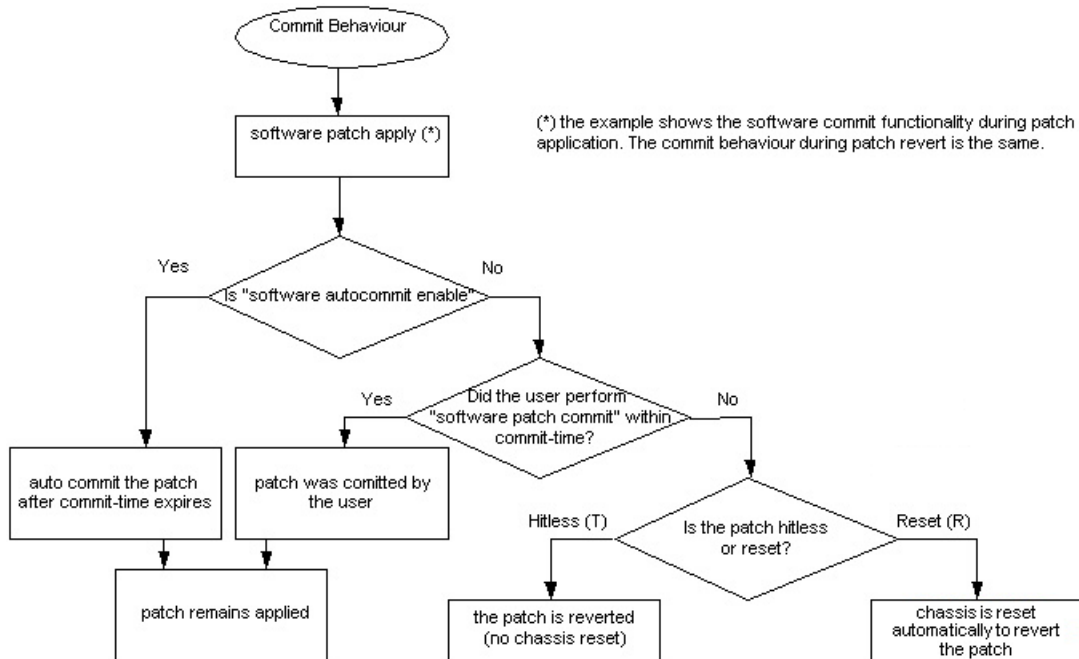 Commit Behaviour
software patch apply (*)
(*) the example shows the software commit functionality during patch
application. The commit behaviour during patch revert is the same.
Yes
No
Is "software autocommit enable"
Yes
Did the user perform
"software patch commit" within
commit-time?
No
auto commit the patch
after commit-time expires
patch was comitted by
the user
Hitless (T)
Is the patch hitless
or reset?
Reset (R)
patch remains applied
the patch is reverted
(no chassis reset)
chassis is reset
automatically to revert
the patch